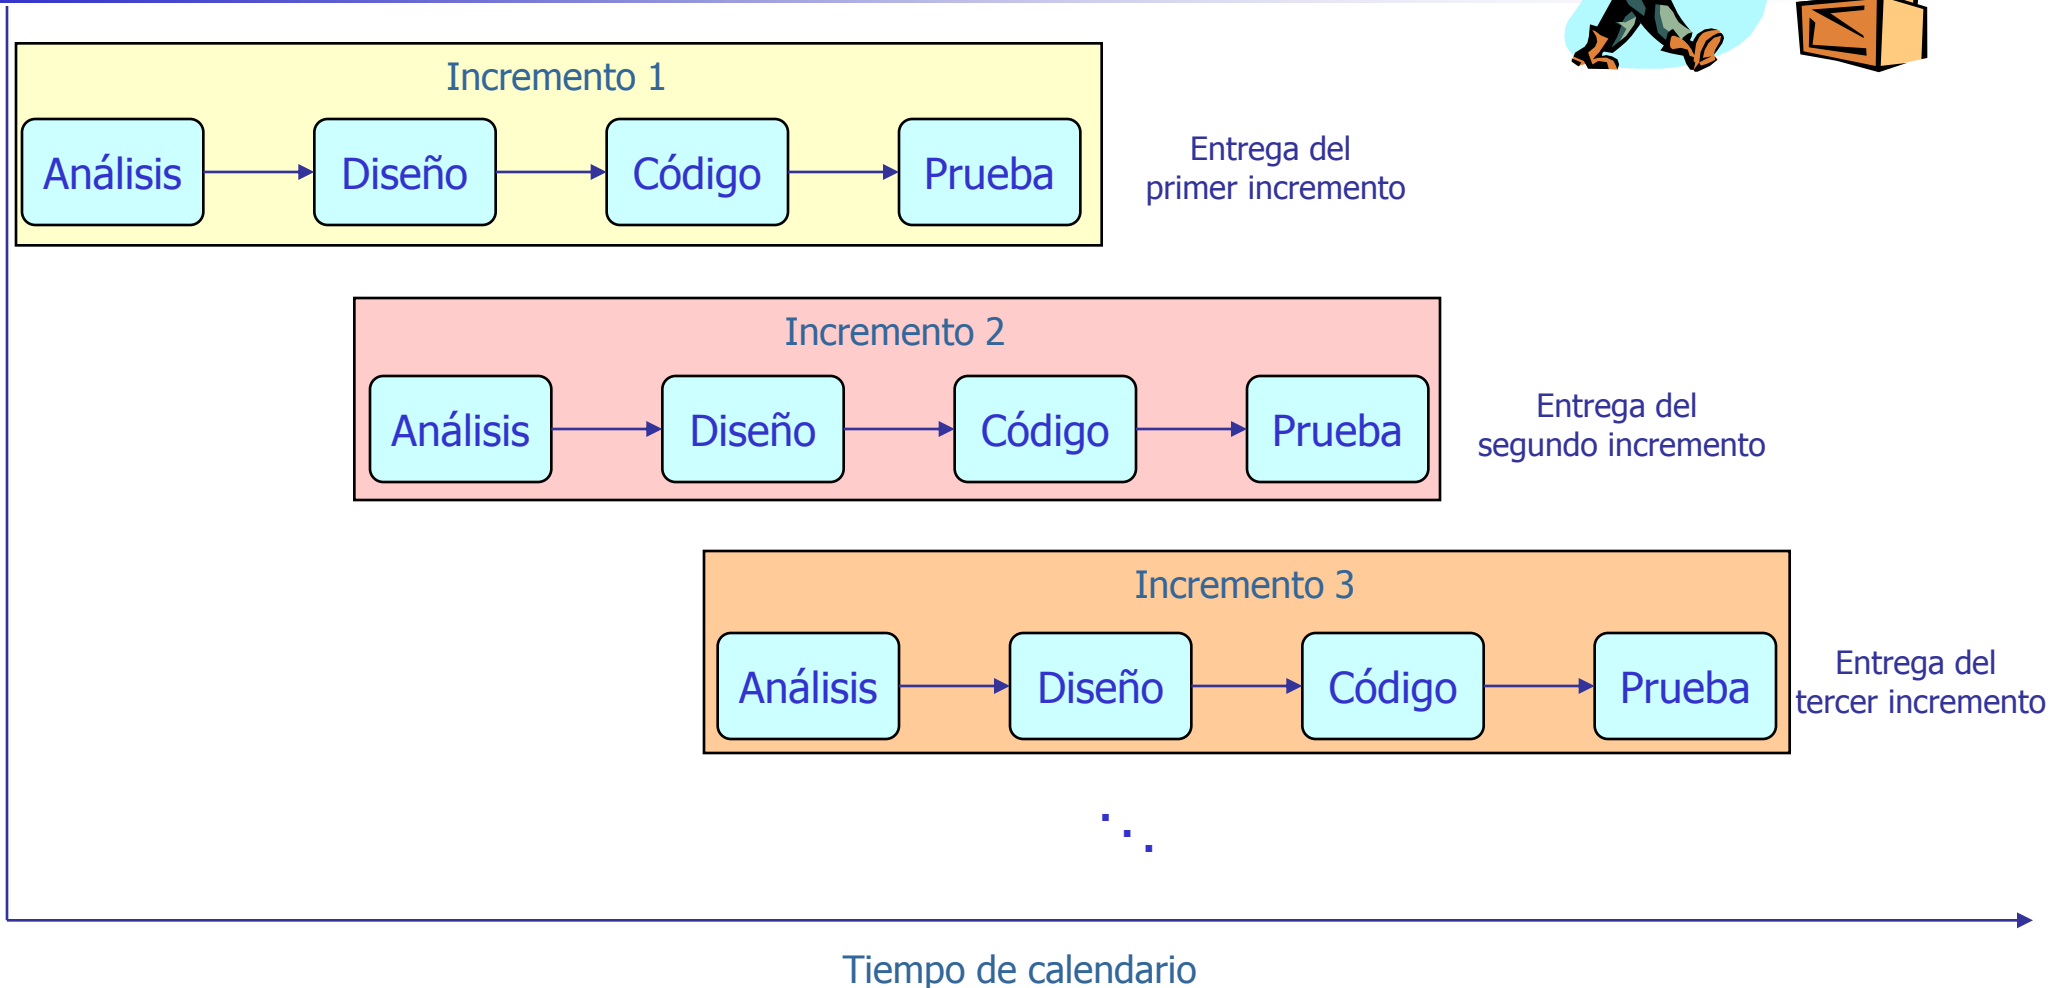 Incremento 1
Análisis
Diseño
Código
Prueba
Entrega del
primer incremento
Incremento 2
Análisis
Diseño
Código
Prueba
Entrega del
segundo incremento
Incremento 3
Análisis
Diseño
Código
Prueba
Entrega del
tercer incremento
Tiempo de calendario